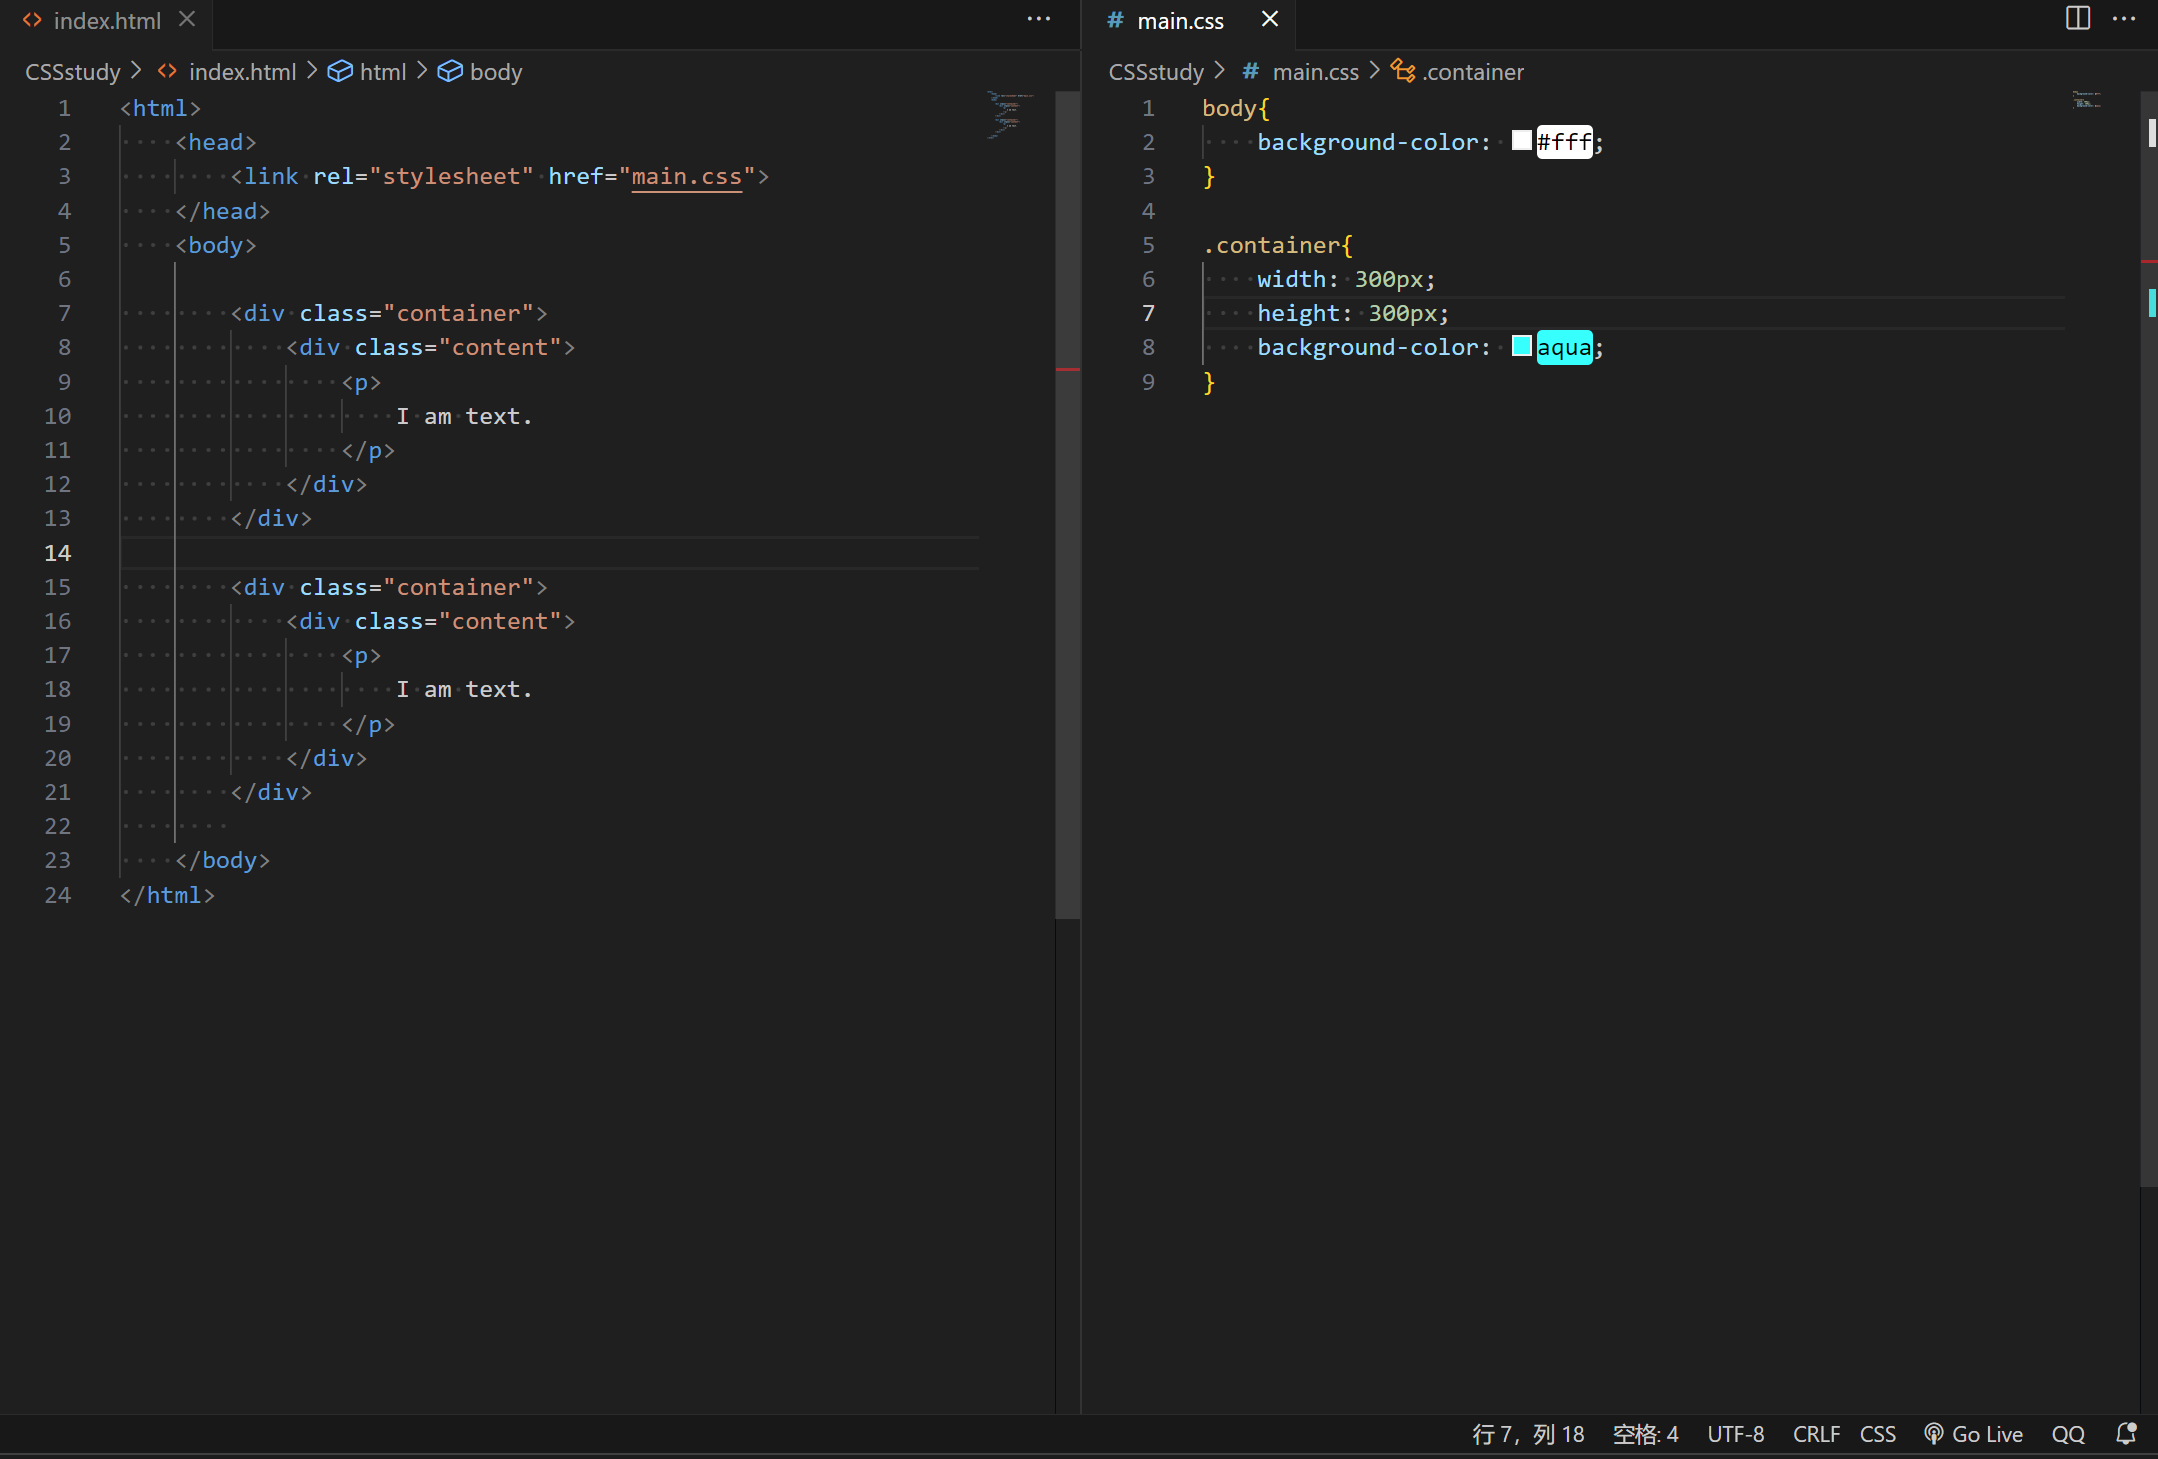 index.html
CSSstudy > index.html > html > body
1 <html>
2     <head>
3         <link rel="stylesheet" href="main.css">
4     </head>
5     <body>
6
7         <div class="container">
8             <div class="content">
9                 <p>
10                     I am text.
11                 </p>
12             </div>
13         </div>
14
15         <div class="container">
16             <div class="content">
17                 <p>
18                     I am text.
19                 </p>
20             </div>
21         </div>
22
23     </body>
24 </html>
# main.css
CSSstudy > # main.css > .container
1 body{
2     background-color: #fff;
3 }
4
5 .container{
6     width: 300px;
7     height: 300px;
8     background-color: aqua;
9 }
行 7，列 18 空格: 4 UTF-8 CRLF CSS Go Live QQ